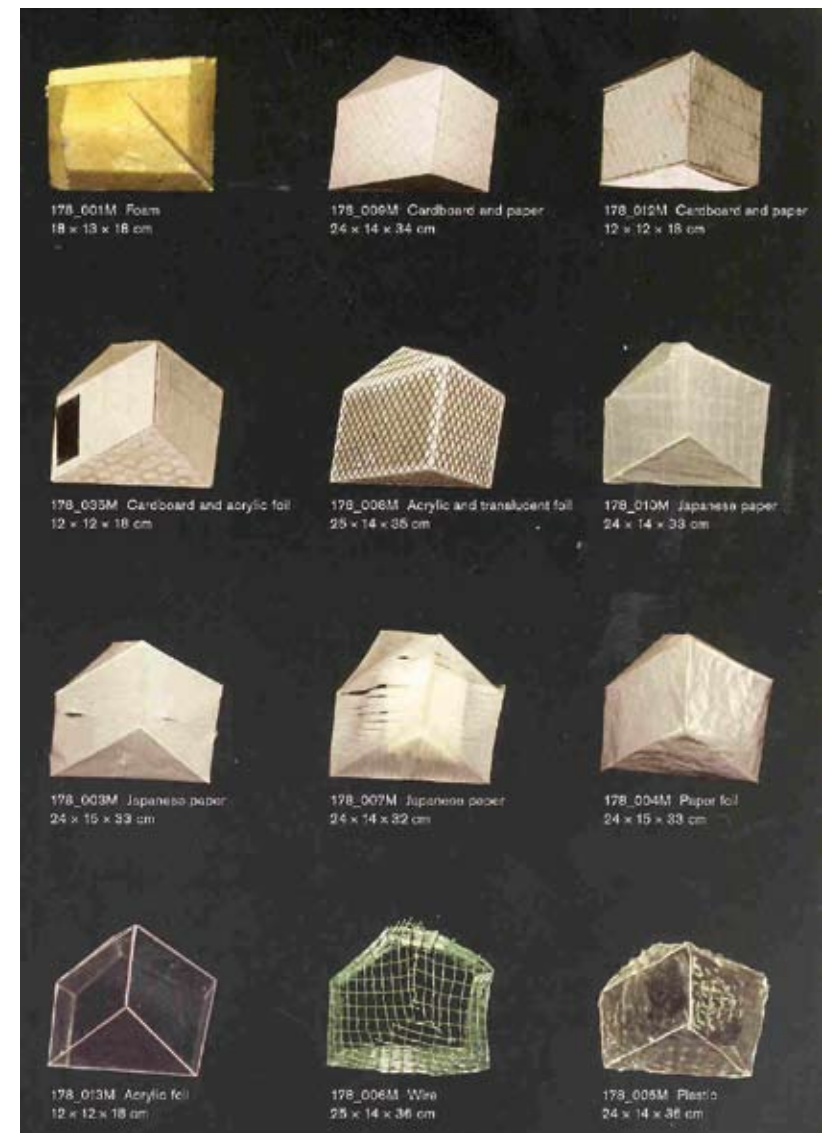 178_001M Foam
18 × 13 × 18 cm
178_009M Cardboard and paper
24 × 14 × 34 cm
178_012M Cardboard and paper
12 × 12 × 18 cm
178_035M Cardboard and acrylic foil
12 × 12 × 18 cm
178_008M Acrylic and translucent foil
25 × 14 × 35 cm
178_010M Japanese paper
24 × 14 × 33 cm
178_003M Japanese paper
24 × 15 × 33 cm
178_007M Japanese paper
24 × 14 × 32 cm
178_004M Paper foil
24 × 15 × 33 cm
178_013M Acrylic foil
12 × 12 × 18 cm
178_006M Wire
25 × 14 × 36 cm
178_005M Plastic
24 × 14 × 36 cm